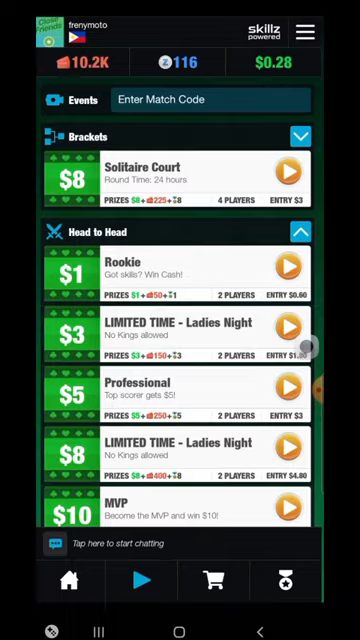 Close Friends
frenymoto
skillz
powered
10.2K
Z
116
$0.28
Events
Enter Match Code
Brackets
$8
Solitaire Court
Round Time: 24 hours
PRIZES $8+225+8
4 PLAYERS
ENTRY $3
Head to Head
$1
Rookie
Got skills? Win Cash!
PRIZES $1+50+1
2 PLAYERS
ENTRY $0.60
$3
LIMITED TIME - Ladies Night
No Kings allowed
PRIZES $3+150+3
2 PLAYERS
ENTRY $1.80
$5
Professional
Top scorer gets $5!
PRIZES $5+250+5
2 PLAYERS
ENTRY $3
$8
LIMITED TIME - Ladies Night
No Kings allowed
PRIZES $8+400+8
2 PLAYERS
ENTRY $4.80
$10
MVP
Become the MVP and win $10!
Tap here to start chatting